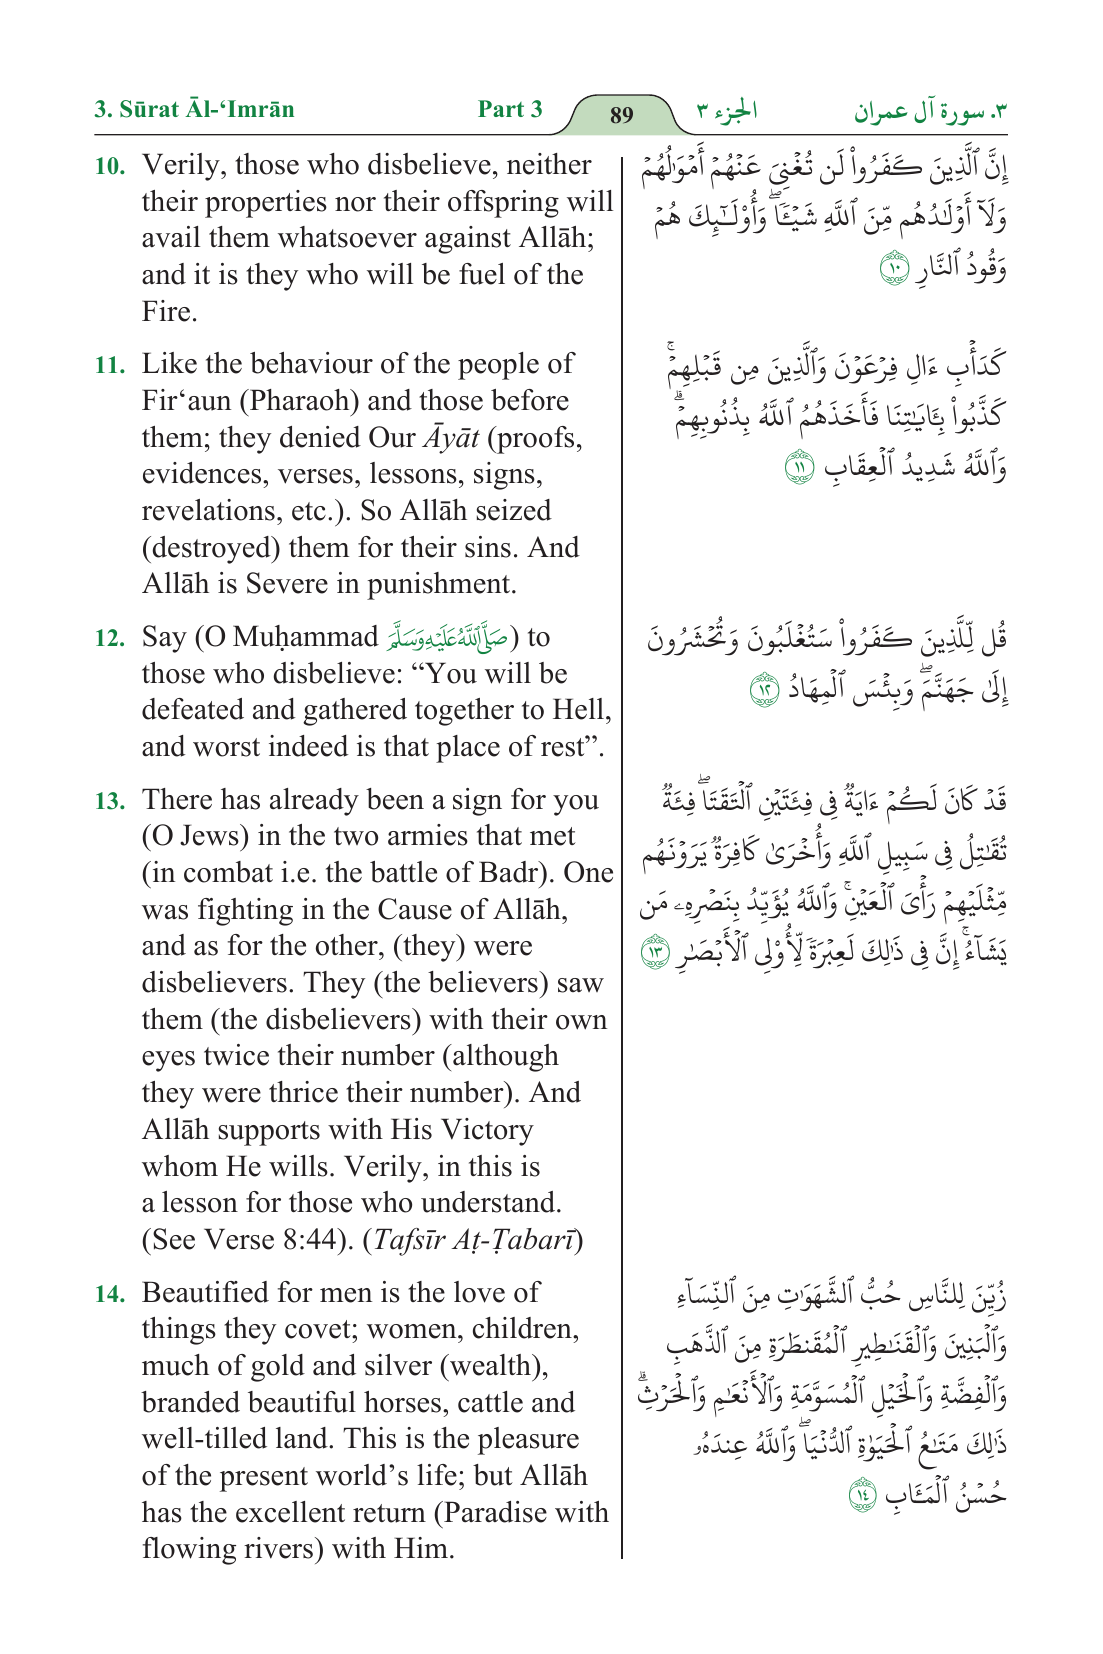 3. Sūrat Āl-‘Imrān
Part 3
89
الجزء ٣
٣. سورة آل عمران
10. Verily, those who disbelieve, neither
their properties nor their offspring will
avail them whatsoever against Allāh;
and it is they who will be fuel of the
Fire.
إِنَّ ٱلَّذِينَ كَفَرُوا۟ لَن تُغْنِىَ عَنْهُمْ أَمْوَٰلُهُمْ
وَلَآ أَوْلَـٰدُهُم مِّنَ ٱللَّهِ شَيْـًٔا ۖ وَأُو۟لَـٰٓئِكَ هُمْ
وَقُودُ ٱلنَّارِ ١٠
11. Like the behaviour of the people of
Fir‘aun (Pharaoh) and those before
them; they denied Our Āyāt (proofs,
evidences, verses, lessons, signs,
revelations, etc.). So Allāh seized
(destroyed) them for their sins. And
Allāh is Severe in punishment.
كَدَأْبِ ءَالِ فِرْعَوْنَ وَٱلَّذِينَ مِن قَبْلِهِمْ ۚ
كَذَّبُوا۟ بِـَٔايَـٰتِنَا فَأَخَذَهُمُ ٱللَّهُ بِذُنُوبِهِمْ ۗ
وَٱللَّهُ شَدِيدُ ٱلْعِقَابِ ١١
12. Say (O Muḥammad صَلَّى ٱللَّهُ عَلَيْهِ وَسَلَّمَ) to
those who disbelieve: “You will be
defeated and gathered together to Hell,
and worst indeed is that place of rest”.
قُل لِّلَّذِينَ كَفَرُوا۟ سَتُغْلَبُونَ وَتُحْشَرُونَ
إِلَىٰ جَهَنَّمَ ۖ وَبِئْسَ ٱلْمِهَادُ ١٢
13. There has already been a sign for you
(O Jews) in the two armies that met
(in combat i.e. the battle of Badr). One
was fighting in the Cause of Allāh,
and as for the other, (they) were
disbelievers. They (the believers) saw
them (the disbelievers) with their own
eyes twice their number (although
they were thrice their number). And
Allāh supports with His Victory
whom He wills. Verily, in this is
a lesson for those who understand.
(See Verse 8:44). (Tafsīr Aṭ-Ṭabarī)
قَدْ كَانَ لَكُمْ ءَايَةٌ فِى فِئَتَيْنِ ٱلْتَقَتَا ۖ فِئَةٌ
تُقَـٰتِلُ فِى سَبِيلِ ٱللَّهِ وَأُخْرَىٰ كَافِرَةٌ يَرَوْنَهُم
مِّثْلَيْهِمْ رَأْىَ ٱلْعَيْنِ ۚ وَٱللَّهُ يُؤَيِّدُ بِنَصْرِهِۦ مَن
يَشَآءُ ۗ إِنَّ فِى ذَٰلِكَ لَعِبْرَةً لِّأُو۟لِى ٱلْأَبْصَـٰرِ ١٣
14. Beautified for men is the love of
things they covet; women, children,
much of gold and silver (wealth),
branded beautiful horses, cattle and
well-tilled land. This is the pleasure
of the present world’s life; but Allāh
has the excellent return (Paradise with
flowing rivers) with Him.
زُيِّنَ لِلنَّاسِ حُبُّ ٱلشَّهَوَٰتِ مِنَ ٱلنِّسَآءِ
وَٱلْبَنِينَ وَٱلْقَنَـٰطِيرِ ٱلْمُقَنطَرَةِ مِنَ ٱلذَّهَبِ
وَٱلْفِضَّةِ وَٱلْخَيْلِ ٱلْمُسَوَّمَةِ وَٱلْأَنْعَـٰمِ وَٱلْحَرْثِ ۗ
ذَٰلِكَ مَتَـٰعُ ٱلْحَيَوٰةِ ٱلدُّنْيَا ۖ وَٱللَّهُ عِندَهُۥ
حُسْنُ ٱلْمَـَٔابِ ١٤